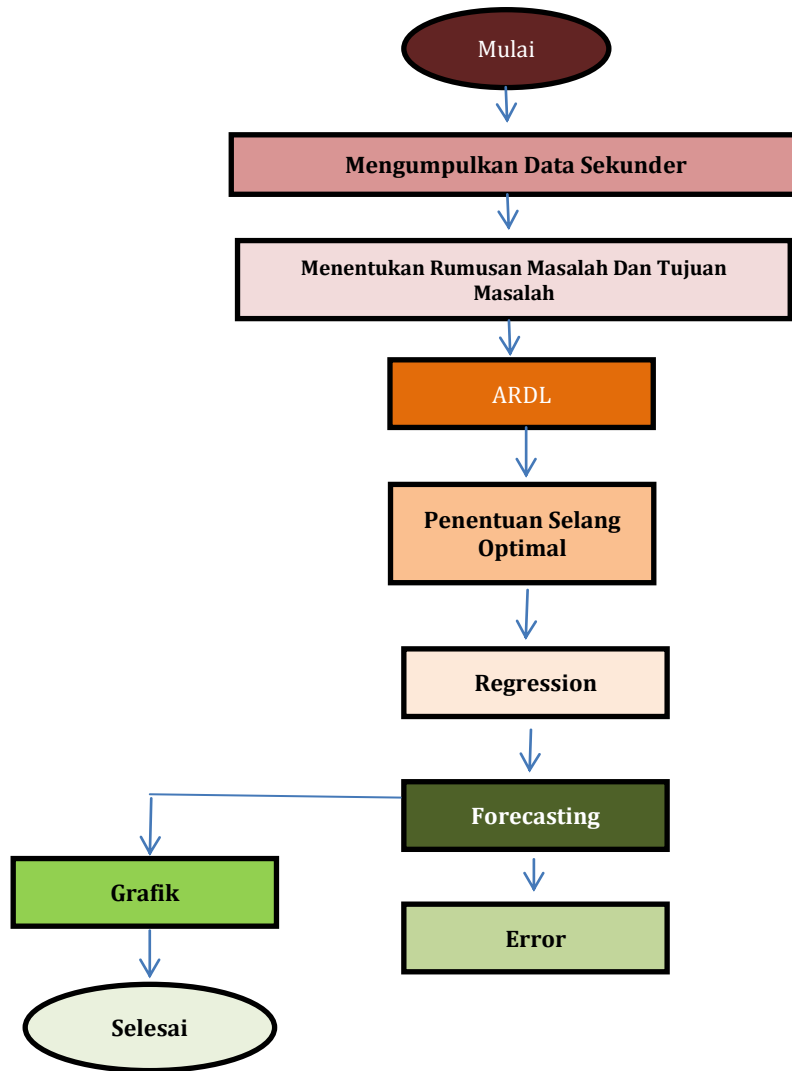 Mulai
Mengumpulkan Data Sekunder
Menentukan Rumusan Masalah Dan Tujuan
Masalah
ARDL
Penentuan Selang
Optimal
Regression
Forecasting
Grafik
Error
Selesai